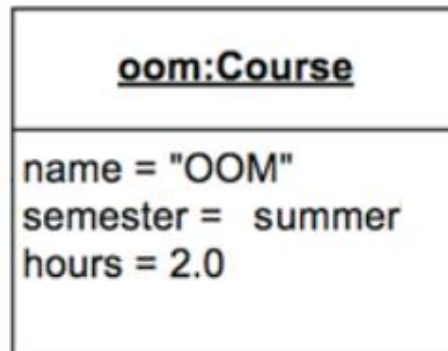 oom:Course
name = "OOM"
semester = summer
hours = 2.0